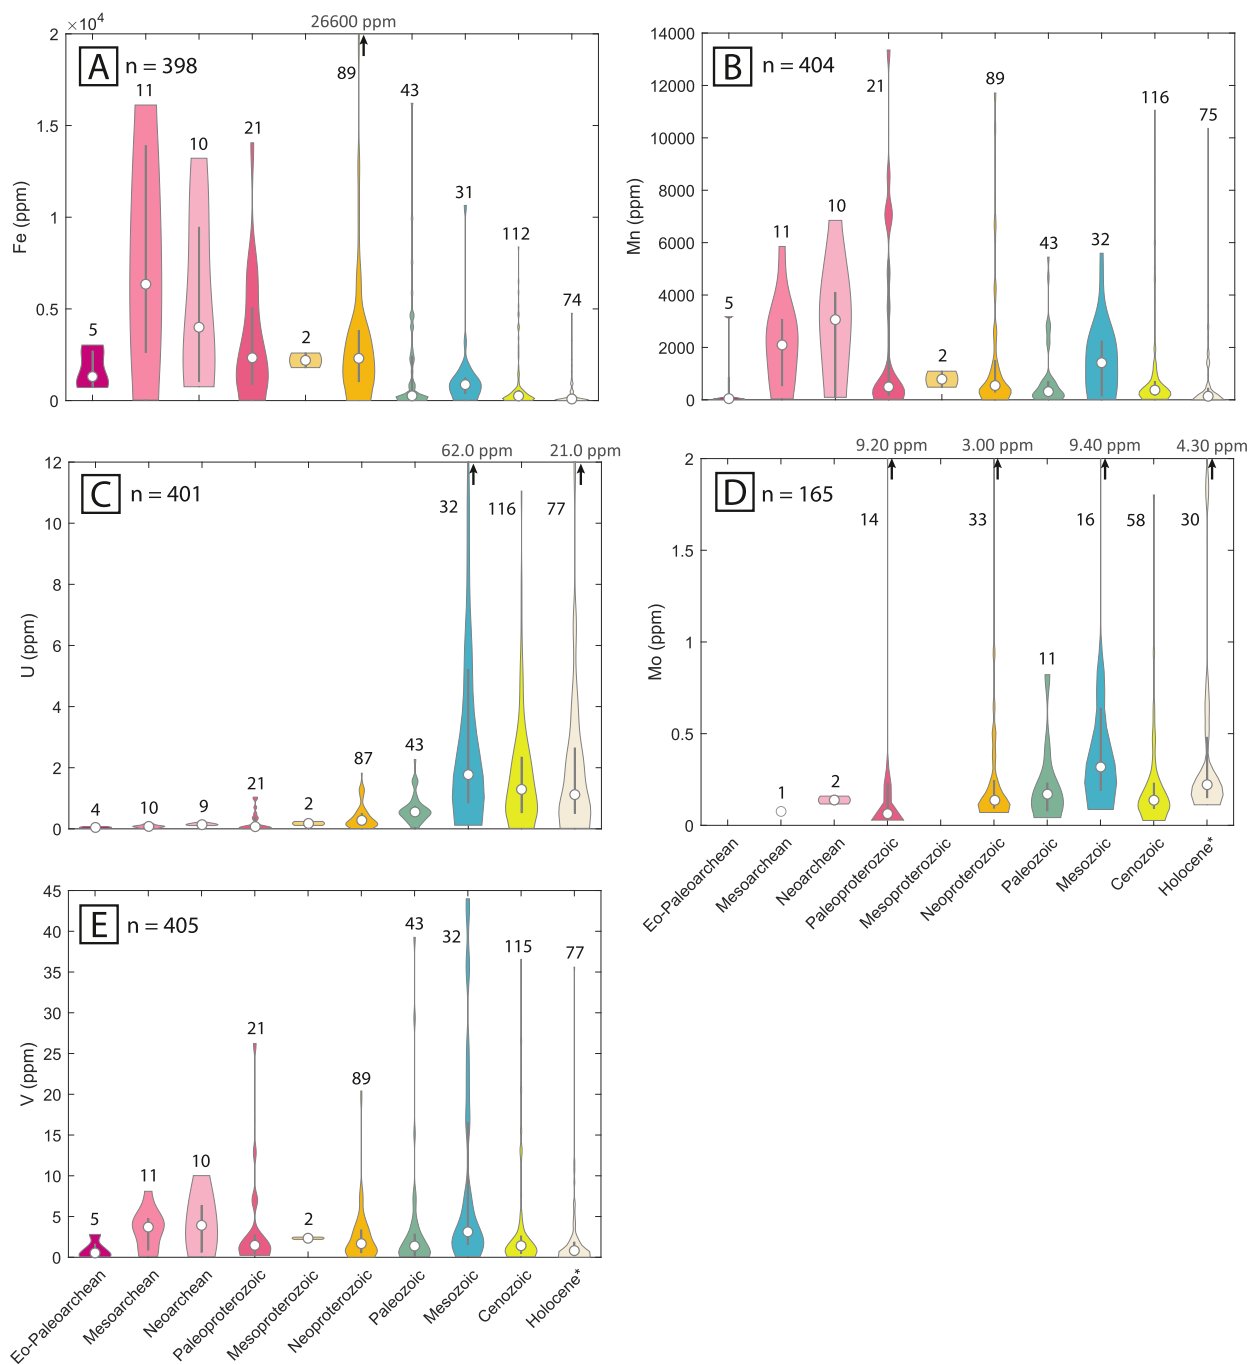 ×10⁴
26600 ppm
2
1.5
1
0.5
0
Fe (ppm)
A n = 398
5
11
10
21
2
89
43
31
112
74
14000
12000
10000
8000
6000
4000
2000
0
Mn (ppm)
B n = 404
5
11
10
21
2
89
43
32
116
75
62.0 ppm 21.0 ppm
12
10
8
6
4
2
0
U (ppm)
C n = 401
4
10
9
21
2
87
43
32
116
77
9.20 ppm 3.00 ppm 9.40 ppm 4.30 ppm
2
1.5
1
0.5
0
Mo (ppm)
D n = 165
1
2
14
33
11
16
58
30
Eo-Paleoarchean
Mesoarchean
Neoarchean
Paleoproterozoic
Mesoproterozoic
Neoproterozoic
Paleozoic
Mesozoic
Cenozoic
Holocene*
45
40
35
30
25
20
15
10
5
0
V (ppm)
E n = 405
5
11
10
21
2
89
43
32
115
77
Eo-Paleoarchean
Mesoarchean
Neoarchean
Paleoproterozoic
Mesoproterozoic
Neoproterozoic
Paleozoic
Mesozoic
Cenozoic
Holocene*